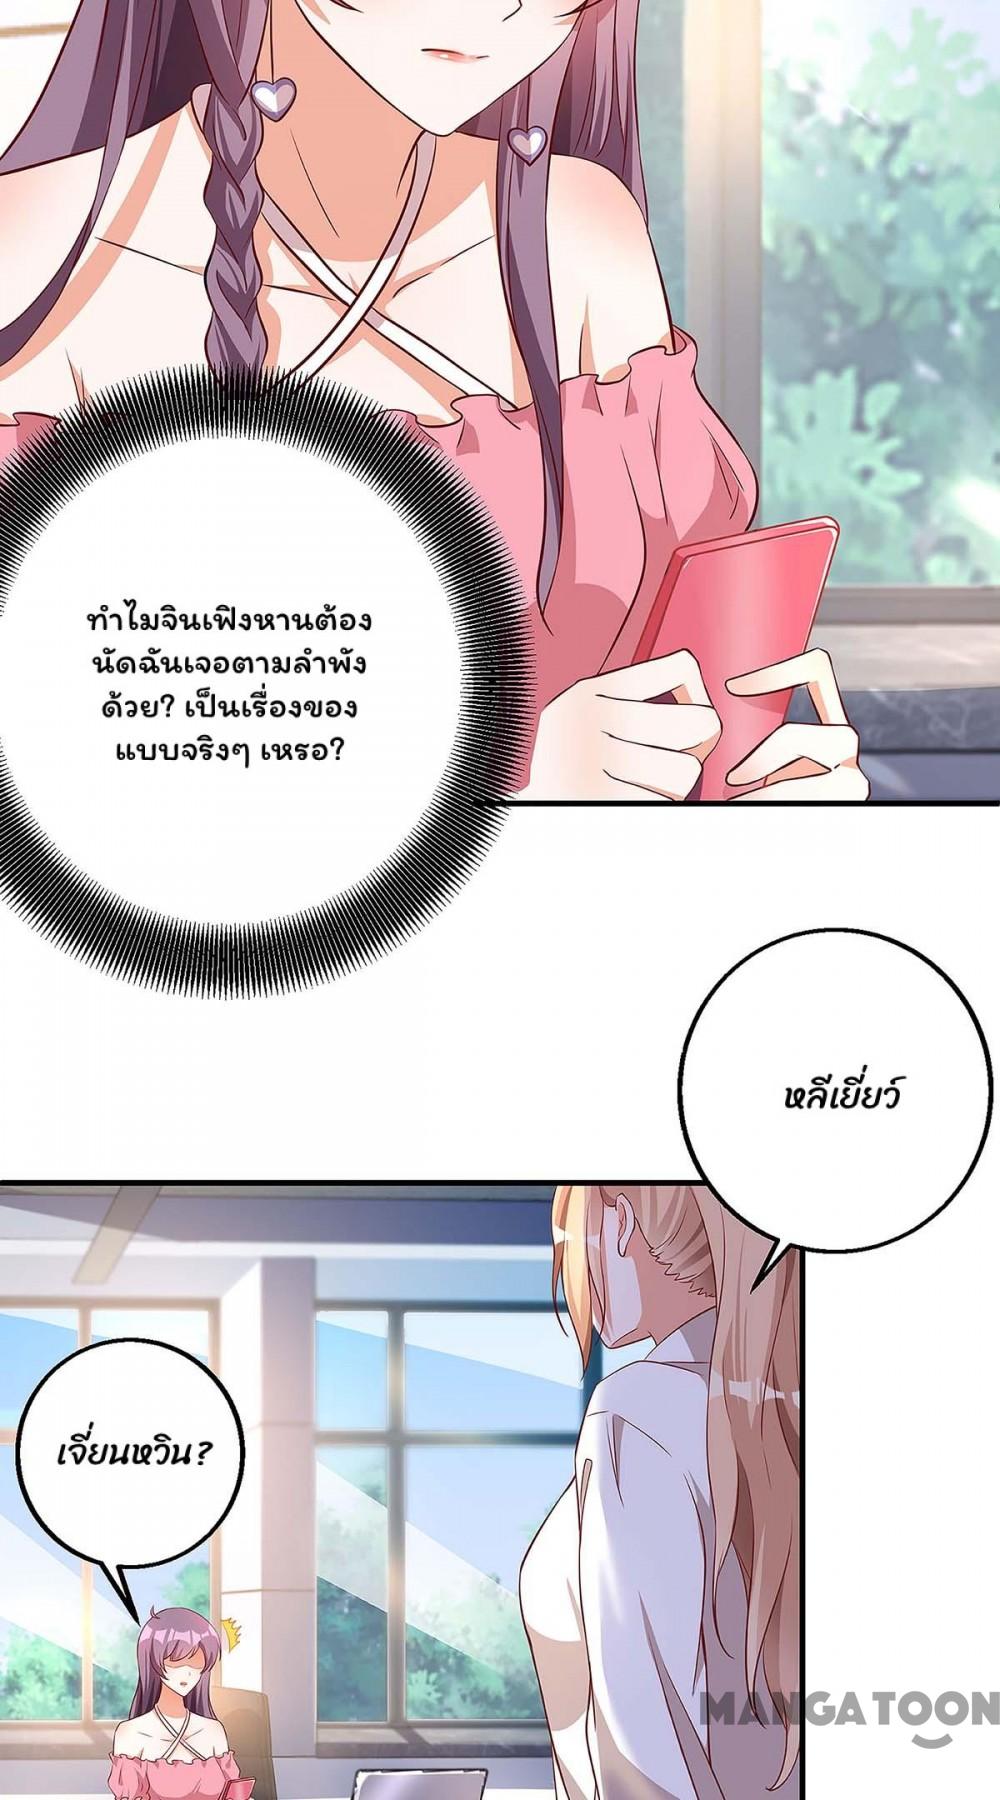 ทำไมจินเฟิงหานต้อง
นัดฉันเจอตามลำพัง
ด้วย? เป็นเรื่องของ
แบบจริงๆ เหรอ?
หลีเยี่ยว์
เจี่ยนหวิน?
MANGATOON